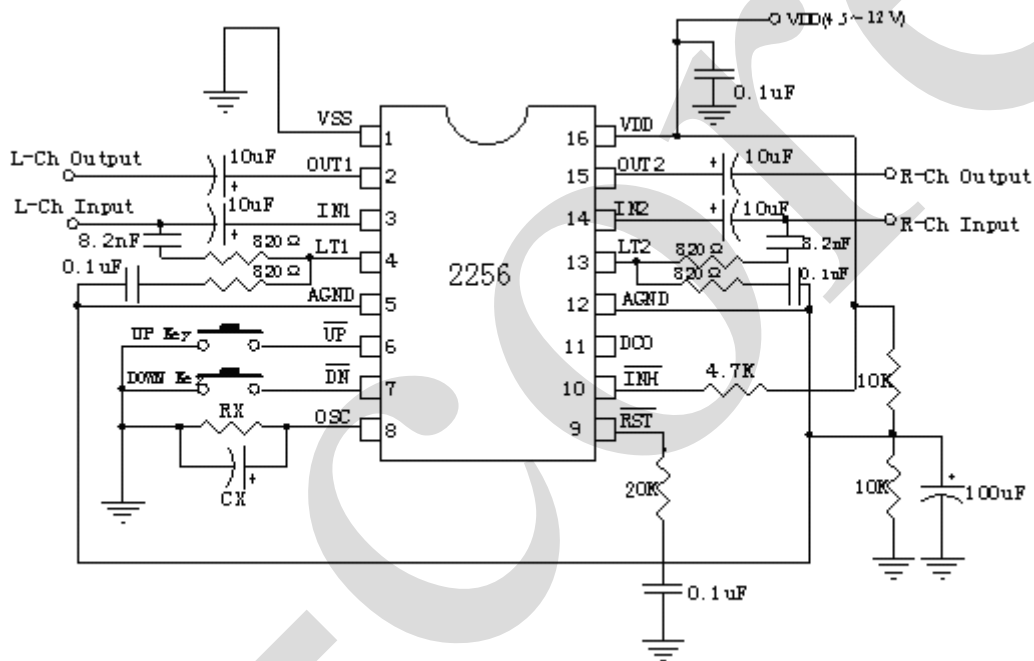 VDD(4.5~12V)
0.1uF
VSS
VDD
1
16
L-Ch Output
10uF
OUT1
OUT2
10uF
R-Ch Output
2
15
L-Ch Input
10uF
IN1
IN2
10uF
R-Ch Input
3
14
8.2nF
820Ω
LT1
LT2
820Ω
8.2nF
4
13
0.1uF
820Ω
820Ω
0.1uF
2256
AGND
AGND
5
12
UP Key
UP
DCO
6
11
DOWN Key
DN
INH
4.7K
10K
7
10
RX
OSC
RST
8
9
CX
20K
10K
100uF
0.1uF